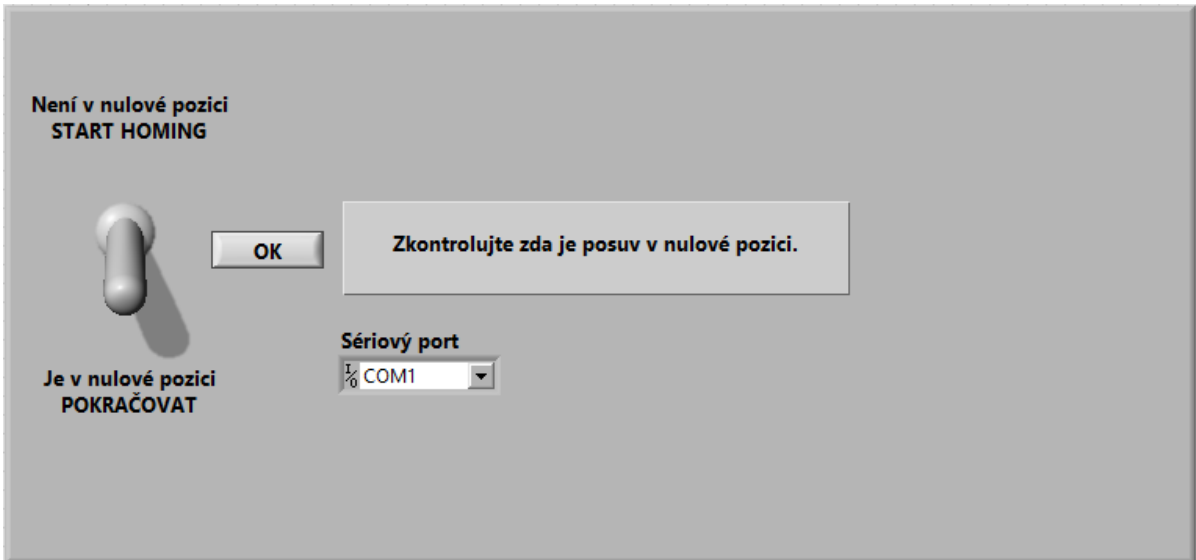 Není v nulové pozici
START HOMING
OK
Zkontrolujte zda je posuv v nulové pozici.
Sériový port
I/0 COM1
Je v nulové pozici
POKRAČOVAT